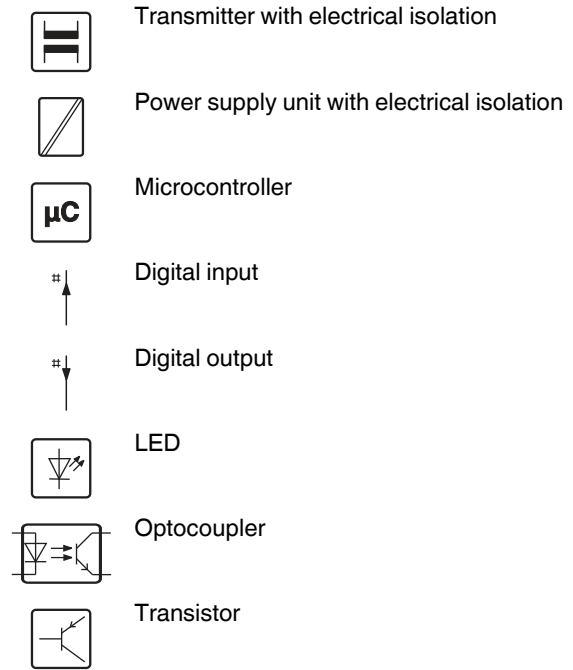 Transmitter with electrical isolation
Power supply unit with electrical isolation
µC
Microcontroller
#
Digital input
#
Digital output
LED
Optocoupler
Transistor